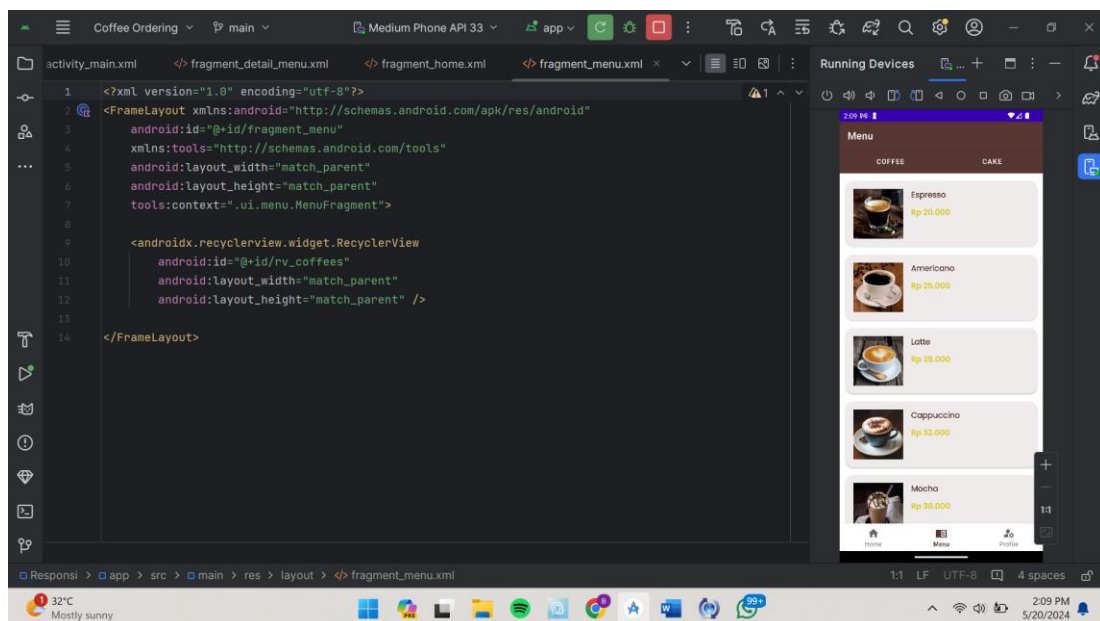 Coffee Ordering
main
Medium Phone API 33
app
activity_main.xml
fragment_detail_menu.xml
fragment_home.xml
fragment_menu.xml
1
Running Devices
1 <?xml version="1.0" encoding="utf-8"?>
2 <FrameLayout xmlns:android="http://schemas.android.com/apk/res/android"
3 android:id="@+id/fragment_menu"
4 xmlns:tools="http://schemas.android.com/tools"
5 android:layout_width="match_parent"
6 android:layout_height="match_parent"
7 tools:context=".ui.menu.MenuFragment">
8
9 <androidx.recyclerview.widget.RecyclerView
10 android:id="@+id/rv_coffees"
11 android:layout_width="match_parent"
12 android:layout_height="match_parent" />
13
14 </FrameLayout>
2:09
Menu
COFFEE CAKE
Espresso
Rp 20.000
Americano
Rp 25.000
Latte
Cappuccino
Rp 32.000
Mocha
Rp 30.000
Home Menu Profile
1:1
Responsi > app > src > main > res > layout > fragment_menu.xml
1:1 LF UTF-8 4 spaces
1
32°C
Mostly sunny
99+
2:09 PM
5/20/2024